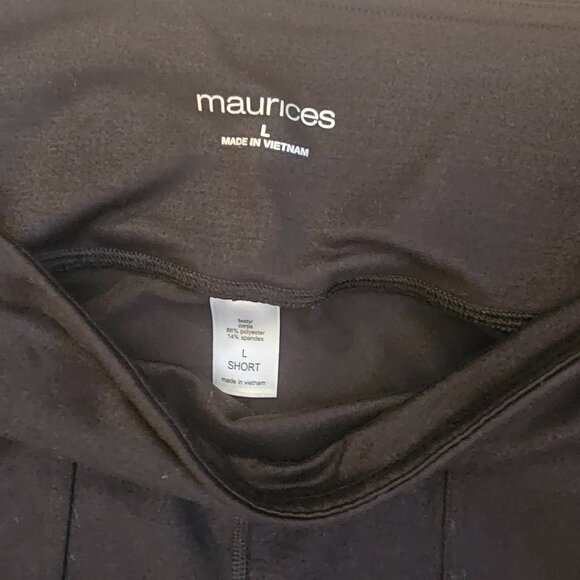 maurices
L
MADE IN VIETNAM
body/
corps
86% polyester
14% spandex
L
SHORT
made in vietnam